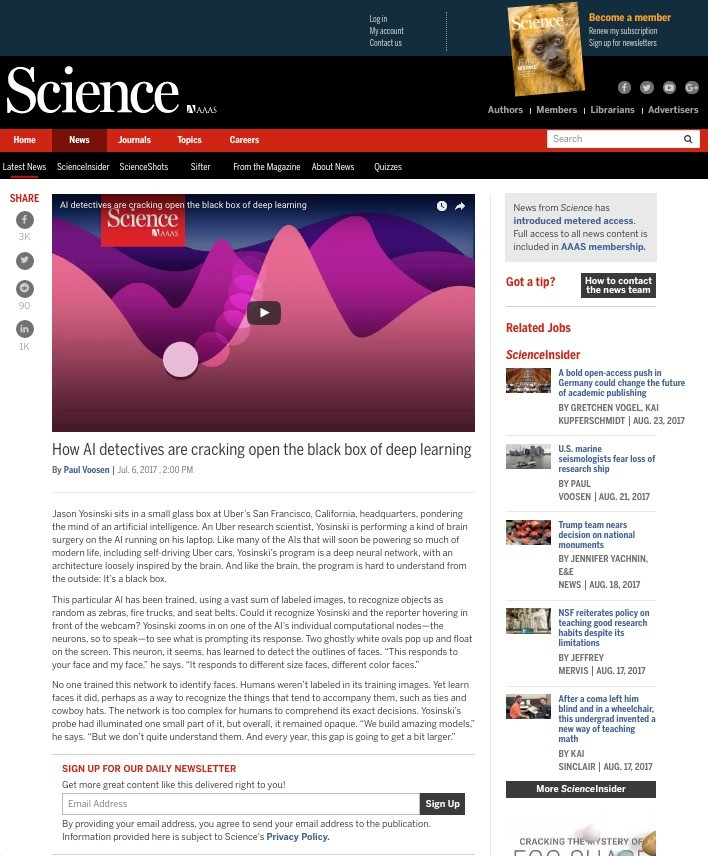 Log in
My account
Contact us
Science
Become a member
Renew my subscription
Sign up for newsletters
Science
AAAS
Authors | Members | Librarians | Advertisers
Home News Journals Topics Careers
Search
Latest News ScienceInsider ScienceShots Sifter From the Magazine About News Quizzes
SHARE
3K
90
1K
AI detectives are cracking open the black box of deep learning
Science
AAAS
How AI detectives are cracking open the black box of deep learning
By Paul Voosen | Jul. 6, 2017 , 2:00 PM
Jason Yosinski sits in a small glass box at Uber's San Francisco, California, headquarters, pondering
the mind of an artificial intelligence. An Uber research scientist, Yosinski is performing a kind of brain
surgery on the AI running on his laptop. Like many of the AIs that will soon be powering so much of
modern life, including self-driving Uber cars, Yosinski's program is a deep neural network, with an
architecture loosely inspired by the brain. And like the brain, the program is hard to understand from
the outside: It's a black box.
This particular AI has been trained, using a vast sum of labeled images, to recognize objects as
random as zebras, fire trucks, and seat belts. Could it recognize Yosinski and the reporter hovering in
front of the webcam? Yosinski zooms in on one of the AI's individual computational nodes—the
neurons, so to speak—to see what is prompting its response. Two ghostly white ovals pop up and float
on the screen. This neuron, it seems, has learned to detect the outlines of faces. “This responds to
your face and my face,” he says. “It responds to different size faces, different color faces.”
No one trained this network to identify faces. Humans weren't labeled in its training images. Yet learn
faces it did, perhaps as a way to recognize the things that tend to accompany them, such as ties and
cowboy hats. The network is too complex for humans to comprehend its exact decisions. Yosinski's
probe had illuminated one small part of it, but overall, it remained opaque. “We build amazing models,”
he says. “But we don't quite understand them. And every year, this gap is going to get a bit larger.”
SIGN UP FOR OUR DAILY NEWSLETTER
Get more great content like this delivered right to you!
Email Address
Sign Up
By providing your email address, you agree to send your email address to the publication.
Information provided here is subject to Science's Privacy Policy.
News from Science has
introduced metered access.
Full access to all news content is
included in AAAS membership.
Got a tip?
How to contact
the news team
Related Jobs
ScienceInsider
A bold open-access push in
Germany could change the future
of academic publishing
BY GRETCHEN VOGEL, KAI
KUPFERSCHMIDT | AUG. 23, 2017
U.S. marine
seismologists fear loss of
research ship
BY PAUL
VOOSEN | AUG. 21, 2017
Trump team nears
decision on national
monuments
BY JENNIFER YACHNIN,
E&E
NEWS | AUG. 18, 2017
NSF reiterates policy on
teaching good research
habits despite its
limitations
BY JEFFREY
MERVIS | AUG. 17, 2017
After a coma left him
blind and in a wheelchair,
this undergrad invented a
new way of teaching
math
BY KAI
SINCLAIR | AUG. 17, 2017
More ScienceInsider
CRACKING THE MYSTERY OF